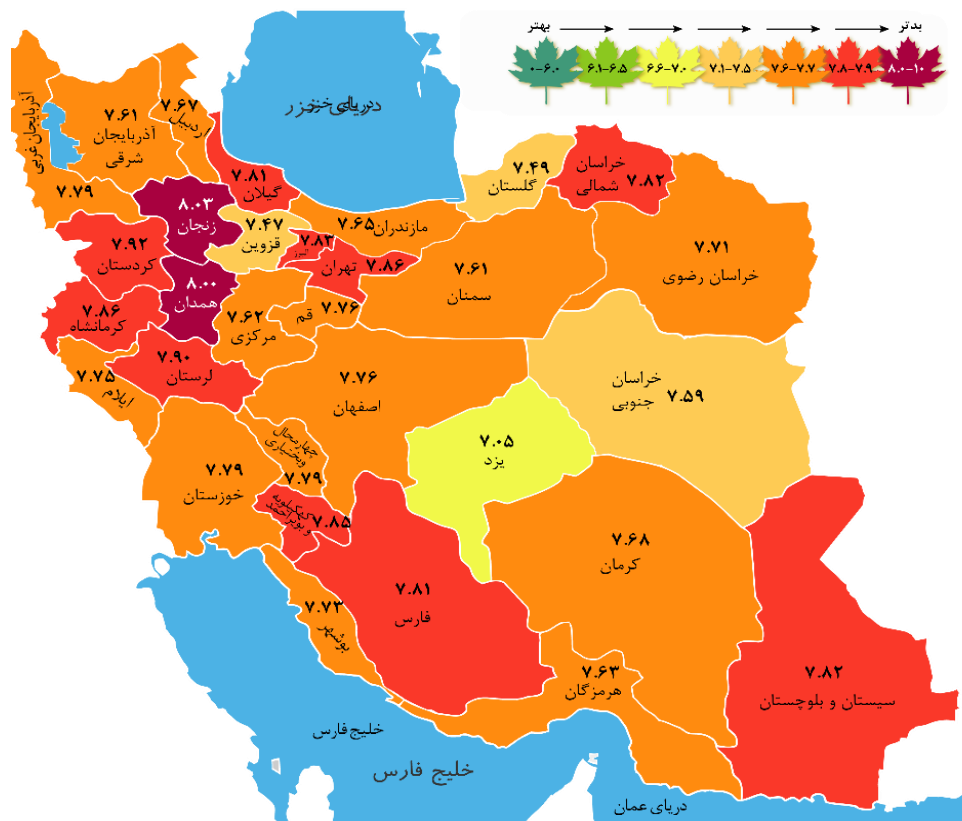 بهتر
بدتر
۰–۶.۰
۶.۱–۶.۵
۶.۶–۷.۰
۷.۱–۷.۵
۷.۶–۷.۷
۷.۸–۷.۹
۸.۰–۱۰
دریای خزر
آذربایجان غربی
۷.۷۹
۷.۶۱
آذربایجان
شرقی
۷.۶۷
اردبیل
۷.۸۱
گیلان
۷.۴۹
گلستان
خراسان
شمالی
۷.۸۲
۸.۰۳
زنجان
۷.۴۷
قزوین
۷.۶۵
مازندران
۷.۷۱
خراسان رضوی
۷.۹۲
کردستان
۷.۸۳
تهران
۷.۸۶
۷.۶۱
سمنان
۸.۰۰
همدان
۷.۸۶
کرمانشاه
۷.۶۲
مرکزی
قم
۷.۷۶
۷.۹۰
لرستان
۷.۷۵
ایلام
۷.۷۶
اصفهان
خراسان
جنوبی
۷.۵۹
۷.۰۵
یزد
چهارمحال
وبختیاری
۷.۷۹
۷.۷۹
خوزستان
کهکیلویه
و بویراحمد
۷.۸۵
۷.۶۸
کرمان
۷.۸۱
فارس
۷.۷۳
بوشهر
۷.۶۳
هرمزگان
۷.۸۲
سیستان و بلوچستان
خلیج فارس
خلیج فارس
دریای عمان